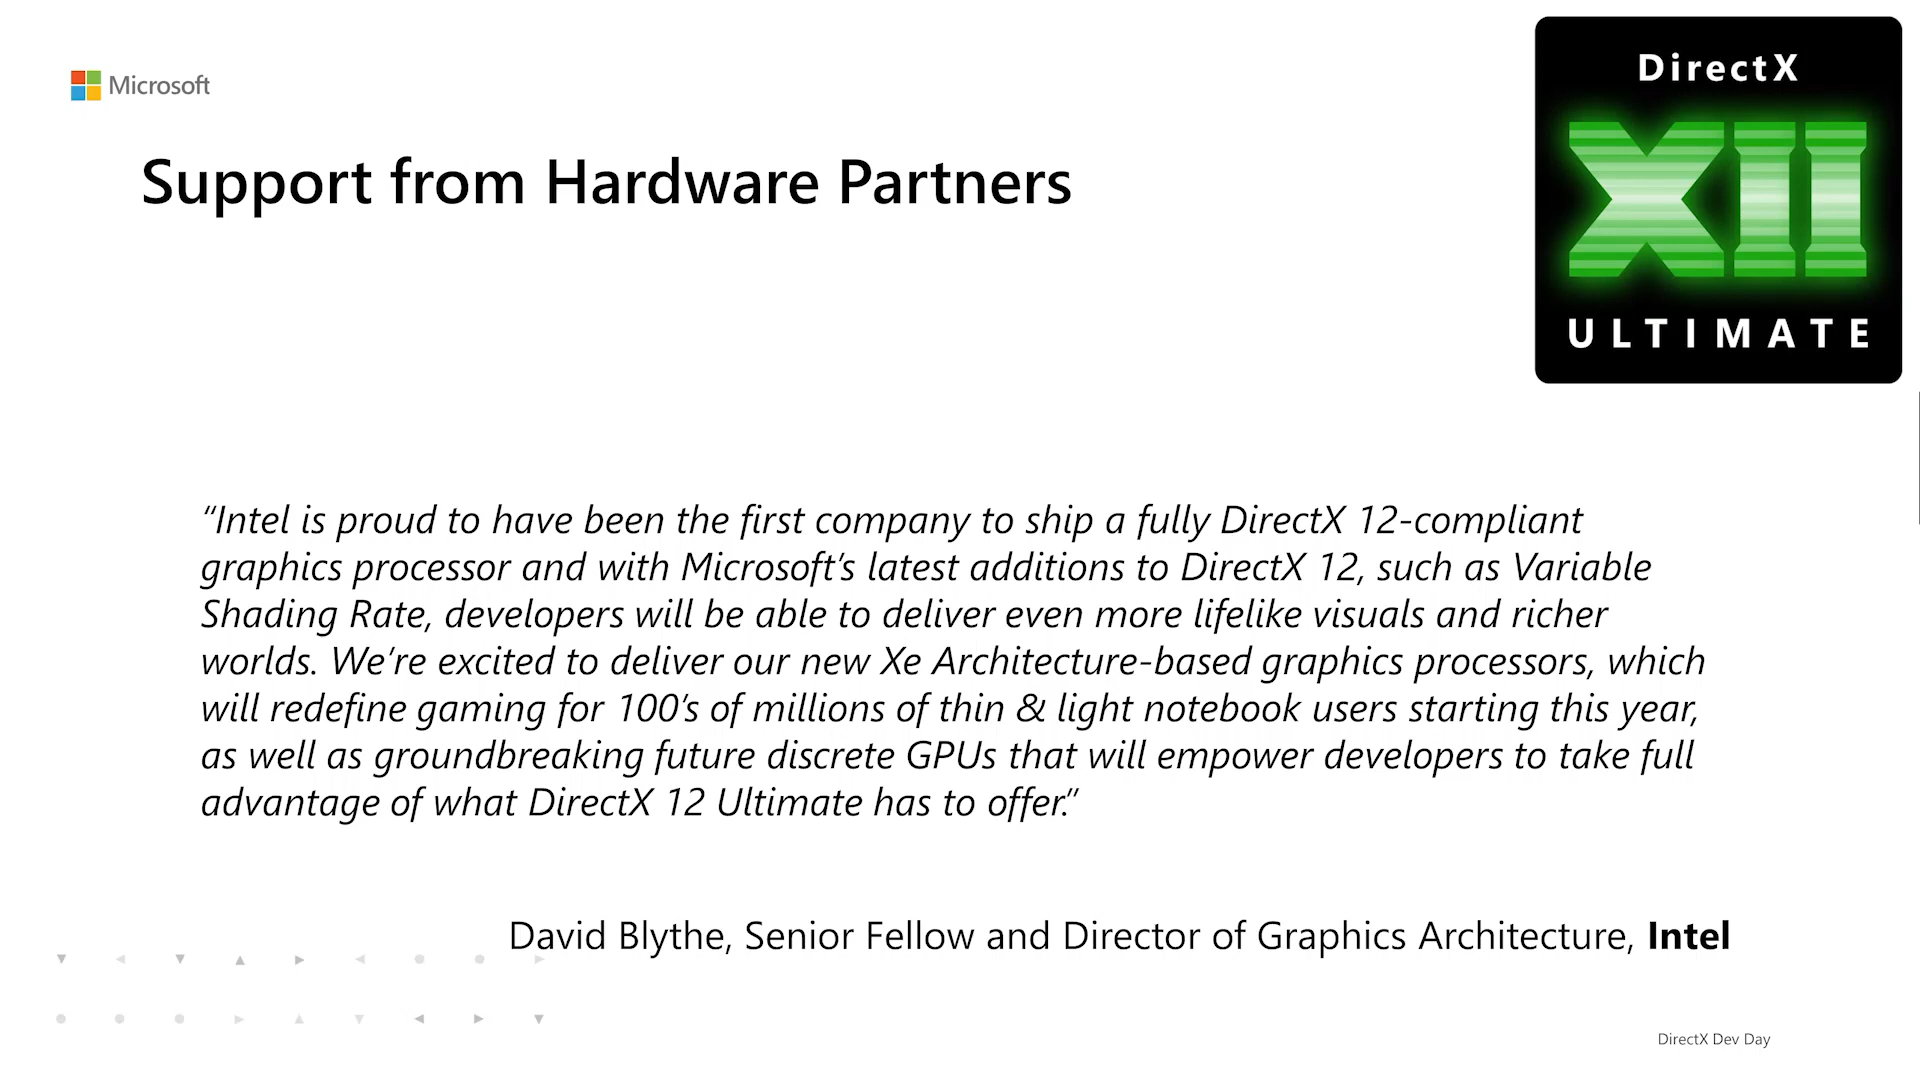 Microsoft
DirectX
XII
ULTIMATE
Support from Hardware Partners
“Intel is proud to have been the first company to ship a fully DirectX 12-compliant
graphics processor and with Microsoft’s latest additions to DirectX 12, such as Variable
Shading Rate, developers will be able to deliver even more lifelike visuals and richer
worlds. We’re excited to deliver our new Xe Architecture-based graphics processors, which
will redefine gaming for 100’s of millions of thin & light notebook users starting this year,
as well as groundbreaking future discrete GPUs that will empower developers to take full
advantage of what DirectX 12 Ultimate has to offer.”
David Blythe, Senior Fellow and Director of Graphics Architecture, Intel
DirectX Dev Day